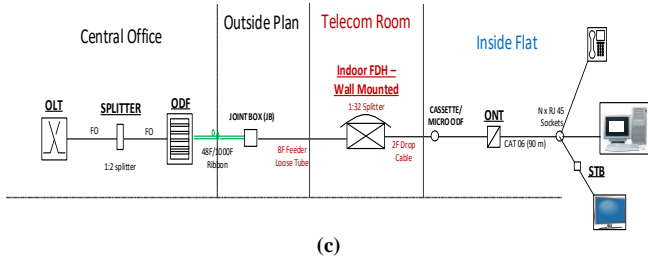 Central Office
Outside Plan
Telecom Room
Inside Flat
Indoor FDH –
Wall Mounted
1:32 Splitter
OLT
SPLITTER
ODF
JOINT BOX (JB)
CASSETTE/
MICRO ODF
ONT
N x RJ 45
Sockets
FO
FO
1:2 splitter
48F/1000F
Ribbon
8F Feeder
Loose Tube
2F Drop
Cable
CAT 06 (90 m)
STB
(c)